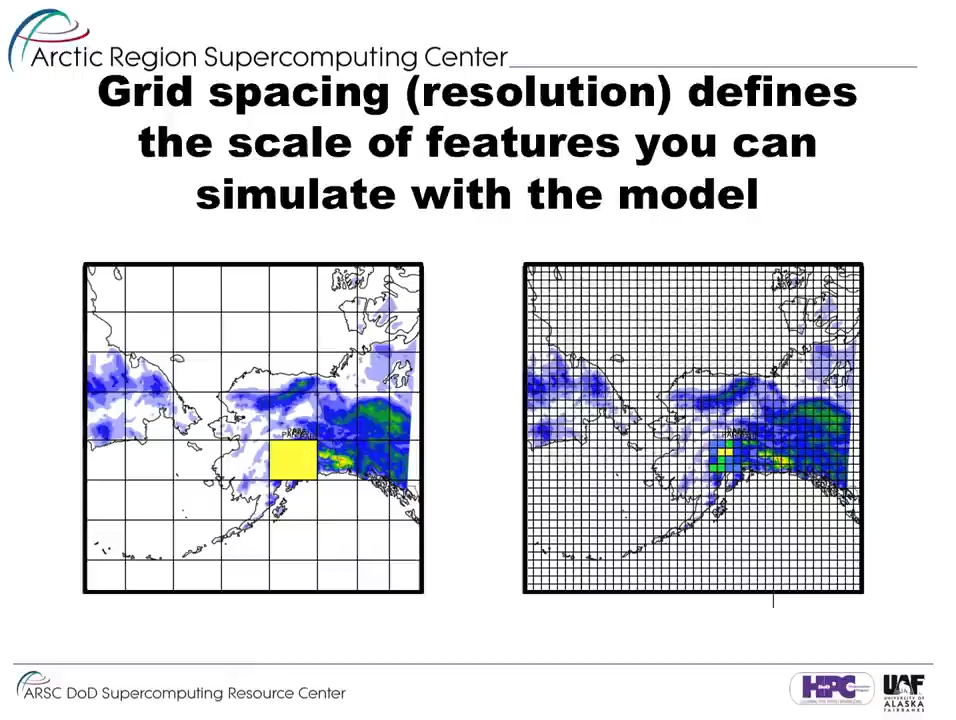 Arctic Region Supercomputing Center
Grid spacing (resolution) defines
the scale of features you can
simulate with the model
ARSC DoD Supercomputing Resource Center
HPC
UAF
UNIVERSITY OF
ALASKA
FAIRBANKS